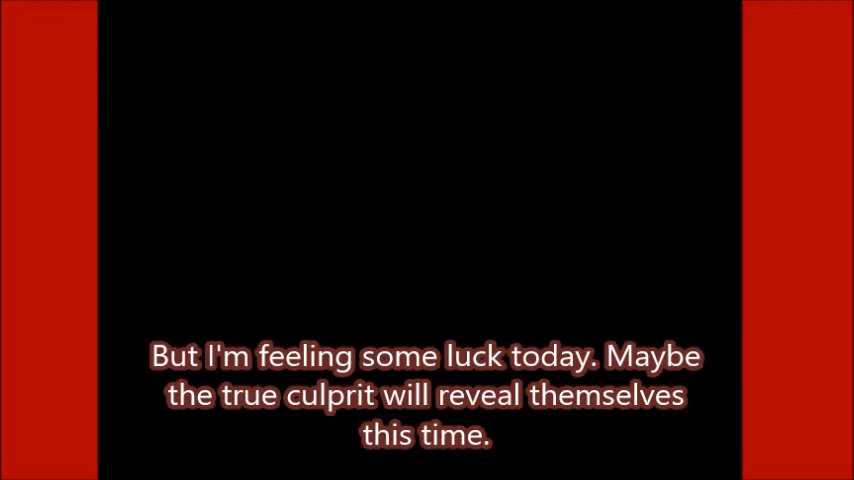 But I'm feeling some luck today. Maybe
the true culprit will reveal themselves
this time.